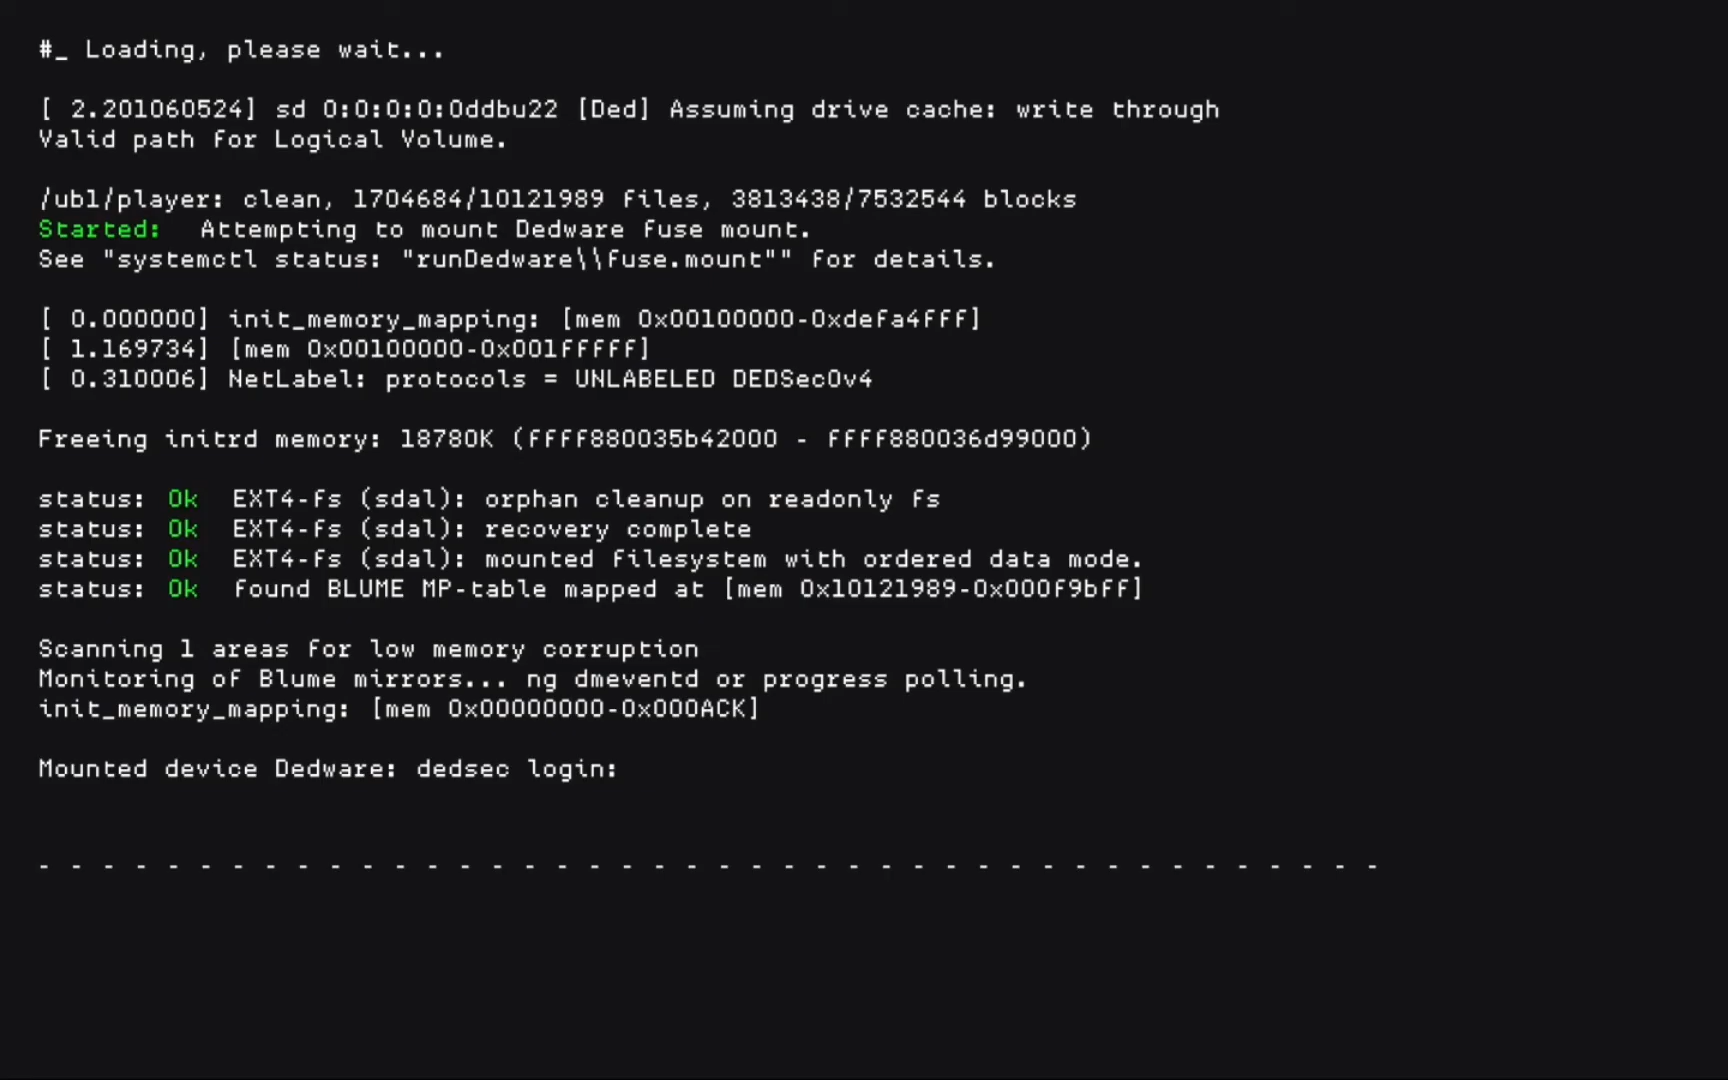 #_ Loading, please wait...
[ 2.201060524] sd 0:0:0:0:0ddbu22 [Ded] Assuming drive cache: write through
Valid path for Logical Volume.
/ubl/player: clean, 1704684/10121989 files, 3813438/7532544 blocks
Started: Attempting to mount Dedware fuse mount.
See "systemctl status: "runDedware\\fuse.mount"" for details.
[ 0.000000] init_memory_mapping: [mem 0x00100000-0xdefa4fff]
[ 1.169734] [mem 0x00100000-0x001fffff]
[ 0.310006] NetLabel: protocols = UNLABELED DEDSecOv4
Freeing initrd memory: 18780K (ffff880035b42000 - ffff880036d99000)
status: Ok EXT4-fs (sdal): orphan cleanup on readonly fs
status: Ok EXT4-fs (sdal): recovery complete
status: Ok EXT4-fs (sdal): mounted filesystem with ordered data mode.
status: Ok found BLUME MP-table mapped at [mem 0x10121989-0x000f9bff]
Scanning 1 areas for low memory corruption
Monitoring of Blume mirrors... ng dmeventd or progress polling.
init_memory_mapping: [mem 0x00000000-0x000ACK]
Mounted device Dedware: dedsec login:
- - - - - - - - - - - - - - - - - - - - - - - - - - - - - - - - - - - - - - - - - -